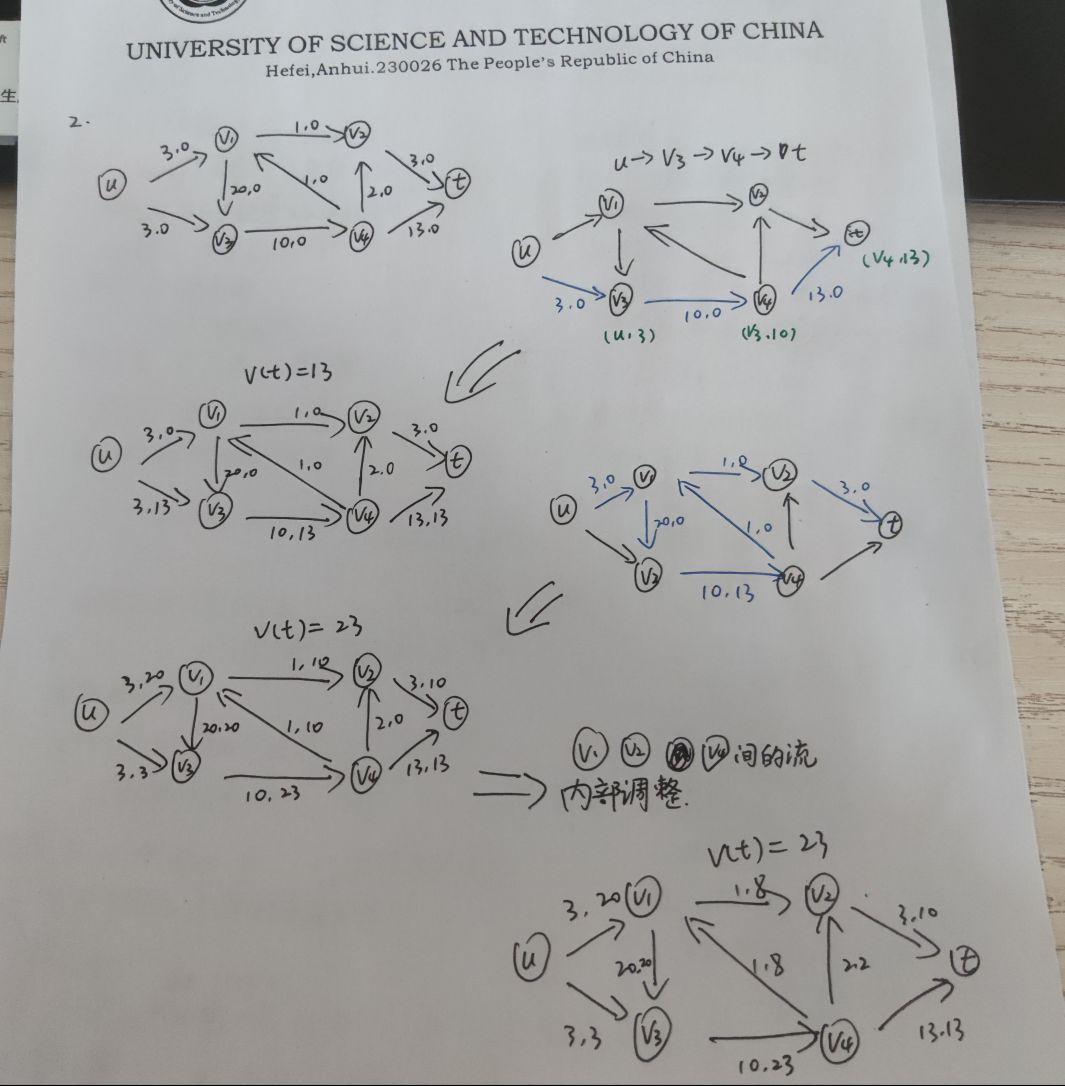 UNIVERSITY OF SCIENCE AND TECHNOLOGY OF CHINA
Hefei,Anhui.230026 The People's Republic of China
2.
u V₁ V₂ V₃ V₄ t
3,0 1,0 3,0
20,0 1,0 2,0
3,0 10,0 13,0
u→V₃→V₄→t
u V₁ V₂ V₃ V₄ t
(V₄,13)
3,0 10,0 13,0
(u,3) (V₃,10)
V(t)=13
u V₁ V₂ V₃ V₄ t
3,0 1,0 3,0
20,0 1,0 2,0
3,13 10,13 13,13
u V₁ V₂ V₂ V₄ t
3,0 1,0 3,0
20,0 1,0
10,13
V(t)=23
u V₁ V₂ V₃ V₄ t
3,20 1,10 3,10
20,20 1,10 2,0
3,3 10,23 13,13
V₁ V₂ V₄ 间的流
内部调整.
V(t)=23
u V₁ V₂ V₃ V₄ t
3,20 1,8 3,10
20,20 1,8 2,2
3,3 10,23 13,13